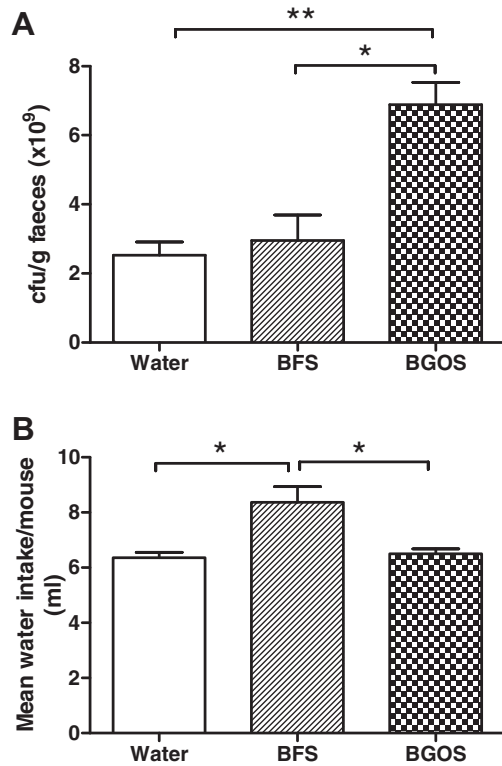 A
**
*
8
6
4
2
0
cfu/g faeces (x10⁹)
Water BFS BGOS
B
* *
10
8
6
4
2
0
Mean water intake/mouse
(ml)
Water BFS BGOS